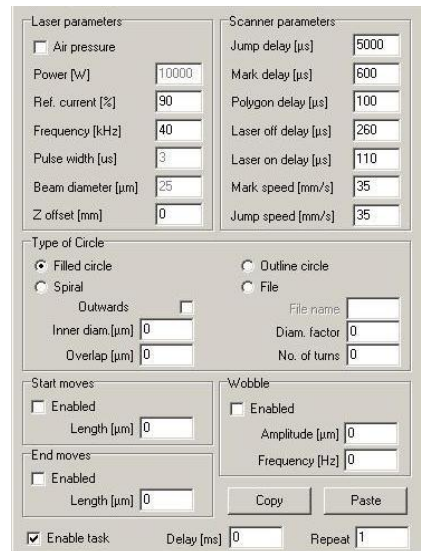 Laser parameters
Air pressure
Power [W] 10000
Ref. current [%] 90
Frequency [kHz] 40
Pulse width [us] 3
Beam diameter [µm] 25
Z offset [mm] 0
Scanner parameters
Jump delay [µs] 5000
Mark delay [µs] 600
Polygon delay [µs] 100
Laser off delay [µs] 260
Laser on delay [µs] 110
Mark speed [mm/s] 35
Jump speed [mm/s] 35
Type of Circle
Filled circle
Spiral
Outwards
Inner diam.[µm] 0
Overlap [µm] 0
Outline circle
File
File name
Diam. factor 0
No. of turns 0
Start moves
Enabled
Length [µm] 0
End moves
Enabled
Length [µm] 0
Wobble
Enabled
Amplitude [µm] 0
Frequency [Hz] 0
Copy Paste
Enable task Delay [ms] 0 Repeat 1